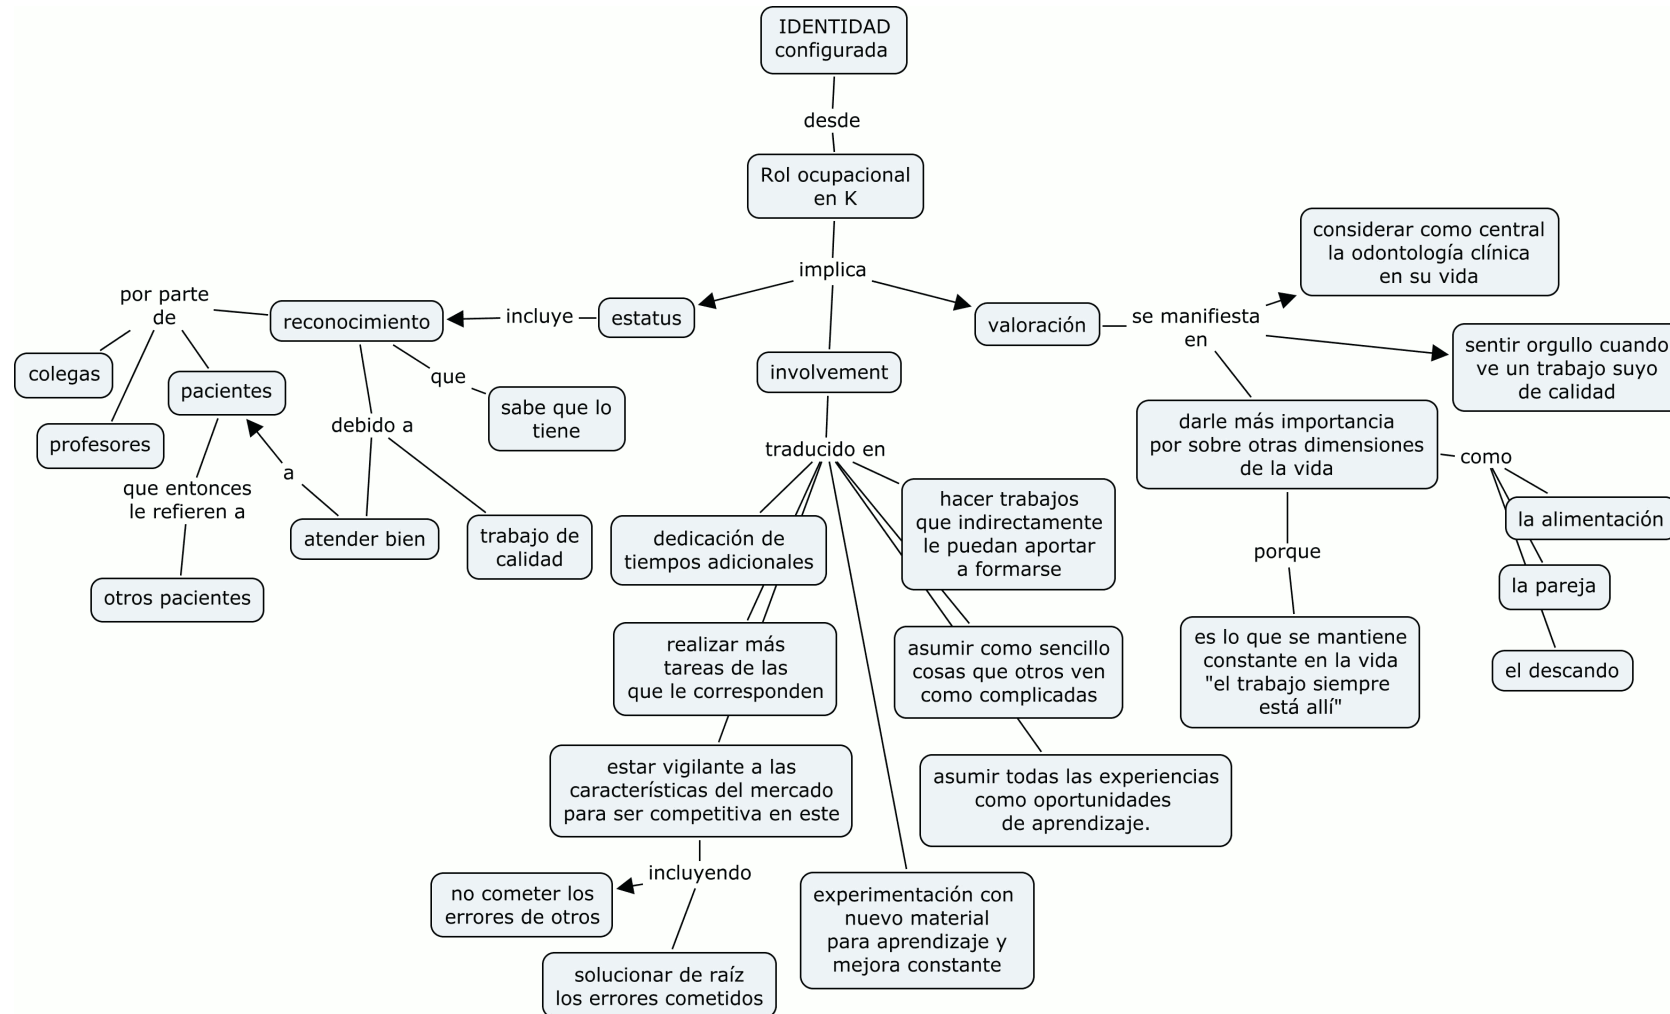 IDENTIDAD
configurada
desde
Rol ocupacional
en K
implica
estatus
incluye
reconocimiento
por parte
de
colegas
profesores
pacientes
que entonces
le refieren a
otros pacientes
que
sabe que lo
tiene
debido a
a
atender bien
trabajo de
calidad
involvement
traducido en
dedicación de
tiempos adicionales
realizar más
tareas de las
que le corresponden
estar vigilante a las
características del mercado
para ser competitiva en este
incluyendo
no cometer los
errores de otros
solucionar de raíz
los errores cometidos
experimentación con
nuevo material
para aprendizaje y
mejora constante
hacer trabajos
que indirectamente
le puedan aportar
a formarse
asumir como sencillo
cosas que otros ven
como complicadas
asumir todas las experiencias
como oportunidades
de aprendizaje.
valoración
se manifiesta
en
considerar como central
la odontología clínica
en su vida
sentir orgullo cuando
ve un trabajo suyo
de calidad
darle más importancia
por sobre otras dimensiones
de la vida
como
la alimentación
la pareja
el descando
porque
es lo que se mantiene
constante en la vida
"el trabajo siempre
está allí"